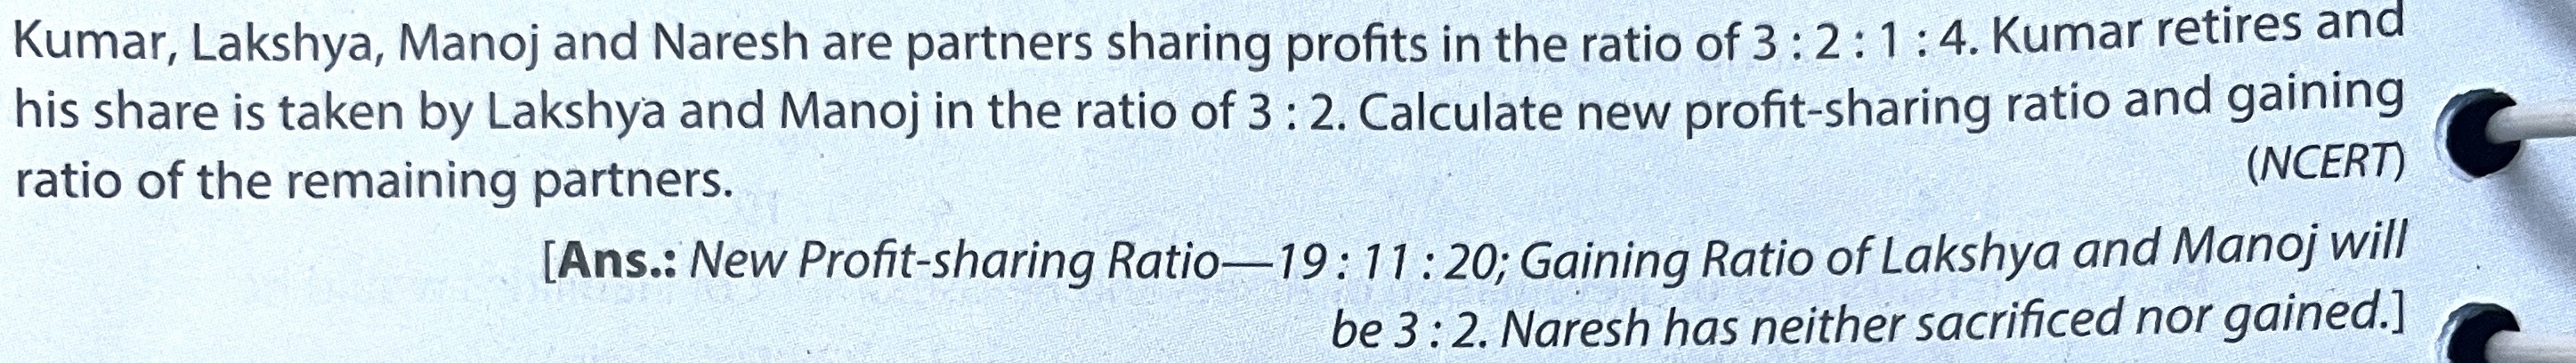 Kumar, Lakshya, Manoj and Naresh are partners sharing profits in the ratio of 3 : 2 : 1 : 4. Kumar retires and
his share is taken by Lakshya and Manoj in the ratio of 3 : 2. Calculate new profit-sharing ratio and gaining
ratio of the remaining partners. (NCERT)
[Ans.: New Profit-sharing Ratio—19 : 11 : 20; Gaining Ratio of Lakshya and Manoj will
be 3 : 2. Naresh has neither sacrificed nor gained.]